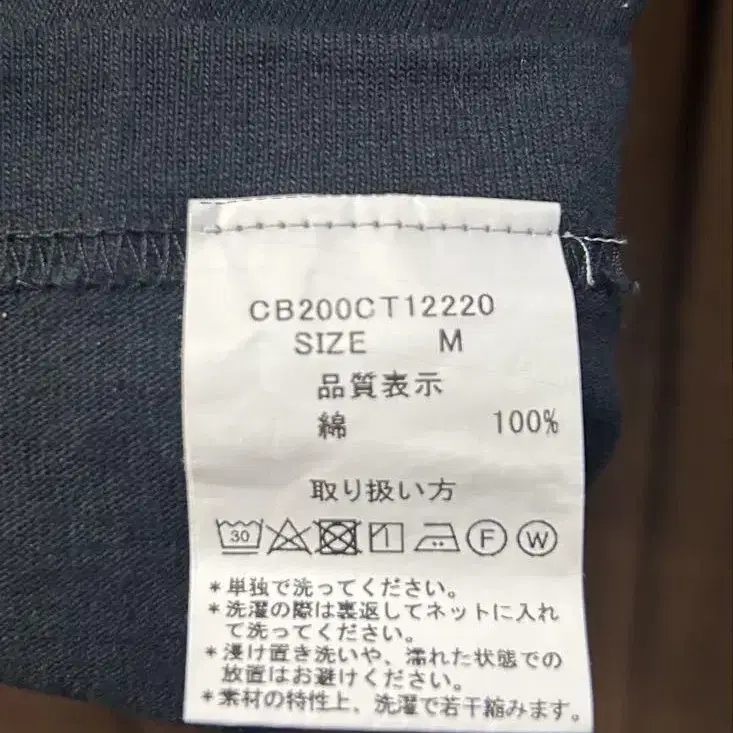 CB200CT12220
SIZE M
品質表示
綿 100%
取り扱い方
30 F W
*単独で洗ってください。
*洗濯の際は裏返してネットに入れ
て洗ってください。
*浸け置き洗いや、濡れた状態での
放置はお避けください。
*素材の特性上、洗濯で若干縮みます。